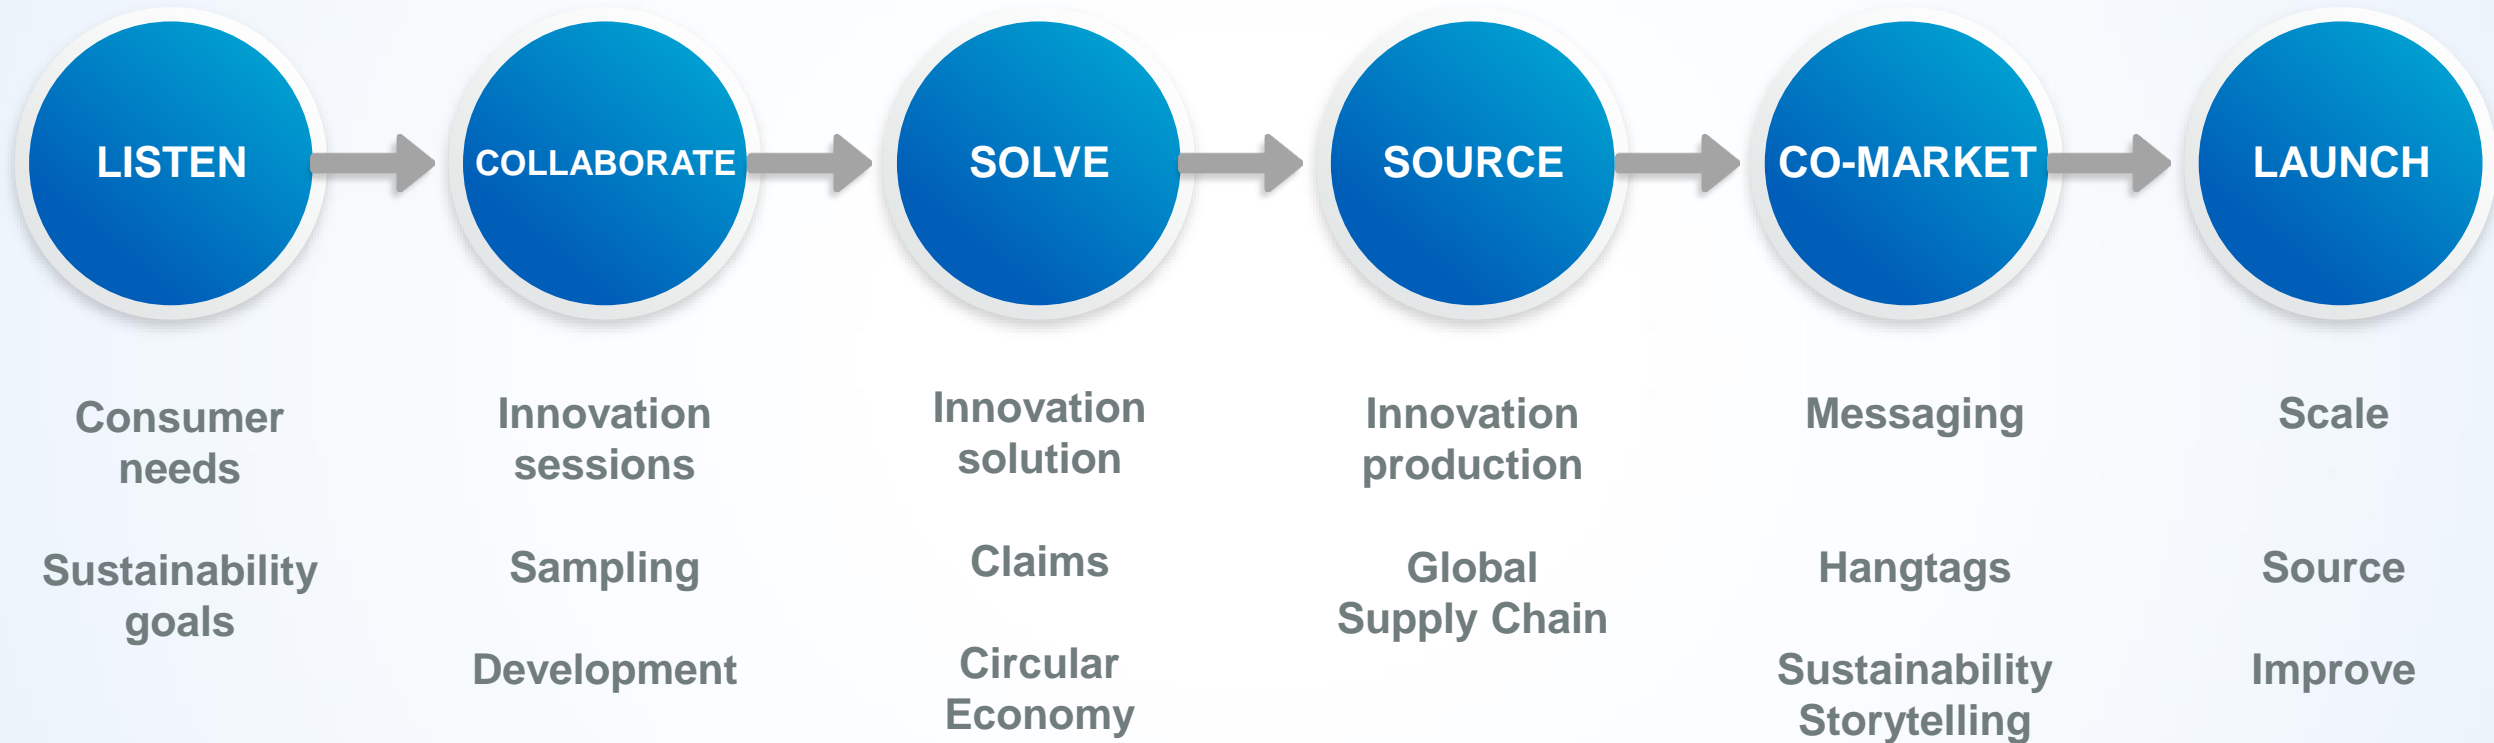 LISTEN
COLLABORATE
SOLVE
SOURCE
CO-MARKET
LAUNCH
Consumer
needs
Sustainability
goals
Innovation
sessions
Sampling
Development
Innovation
solution
Claims
Circular
Economy
Innovation
production
Global
Supply Chain
Messaging
Hangtags
Sustainability
Storytelling
Scale
Source
Improve